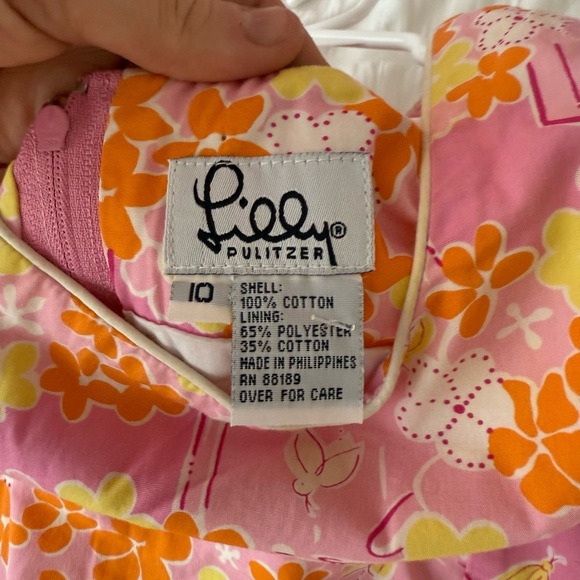 Lilly®
PULITZER
10
SHELL:
100% COTTON
LINING:
65% POLYESTER
35% COTTON
MADE IN PHILIPPINES
RN 88189
OVER FOR CARE